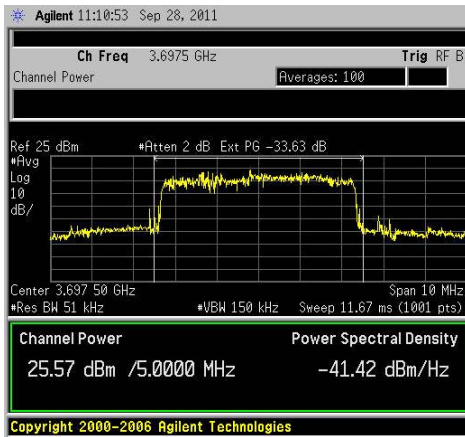 Agilent 11:10:53 Sep 28, 2011
Ch Freq 3.6975 GHz Trig RF B
Channel Power Averages: 100
Ref 25 dBm #Atten 2 dB Ext PG -33.63 dB
#Avg
Log
10
dB/
Center 3.697 50 GHz Span 10 MHz
#Res BW 51 kHz #VBW 150 kHz Sweep 11.67 ms (1001 pts)
Channel Power Power Spectral Density
25.57 dBm /5.0000 MHz -41.42 dBm/Hz
Copyright 2000-2006 Agilent Technologies